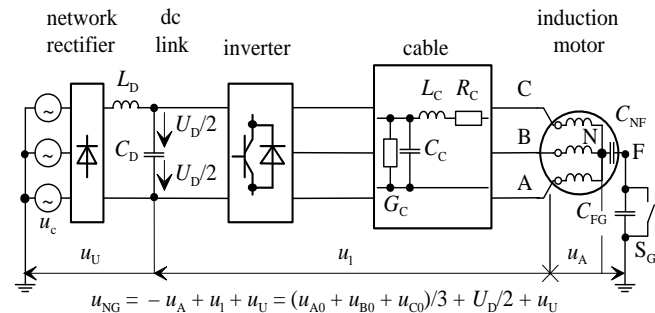 network
rectifier
dc
link
inverter
cable
induction
motor
L_D
L_C
R_C
C
C_NF
U_D/2
C_D
U_D/2
C_C
G_C
B
N
F
A
C_FG
S_G
~
~
~
u_c
u_U
u_l
u_A
u_NG = − u_A + u_l + u_U = (u_A0 + u_B0 + u_C0)/3 + U_D/2 + u_U